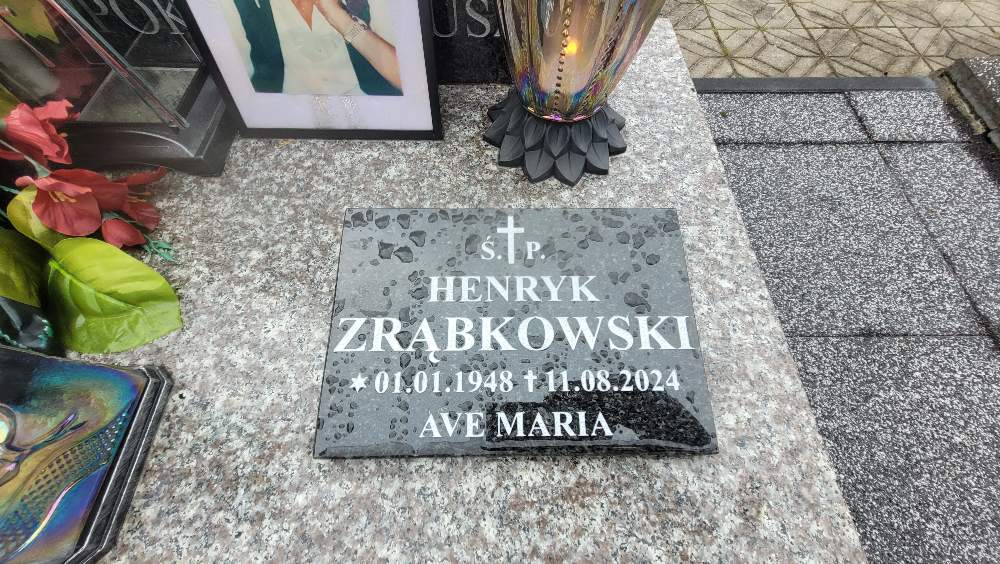 Ś. P.
HENRYK
ZRĄBKOWSKI
01.01.1948 † 11.08.2024
AVE MARIA